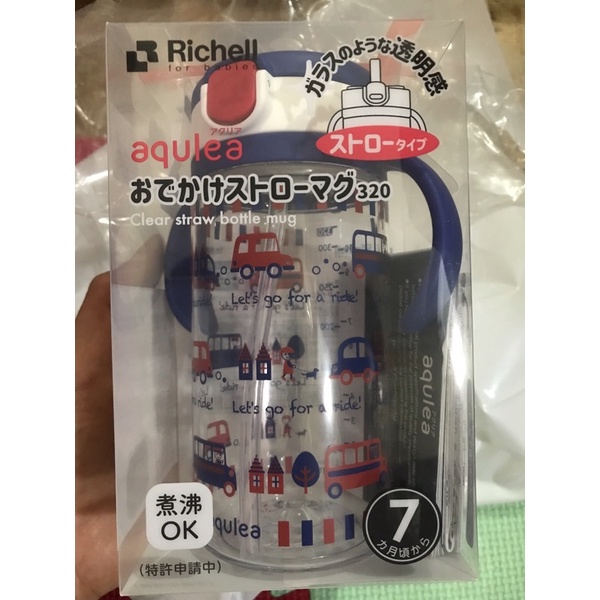 Richell
for babies
ガラスのような透明感
アクリア
aqulea
ストロータイプ
おでかけストローマグ320
Clear straw bottle mug
Let's go for a ride!
Let's go for a ride!
aqulea
煮沸
OK
aqulea
7
カ月頃から
(特許申請中)